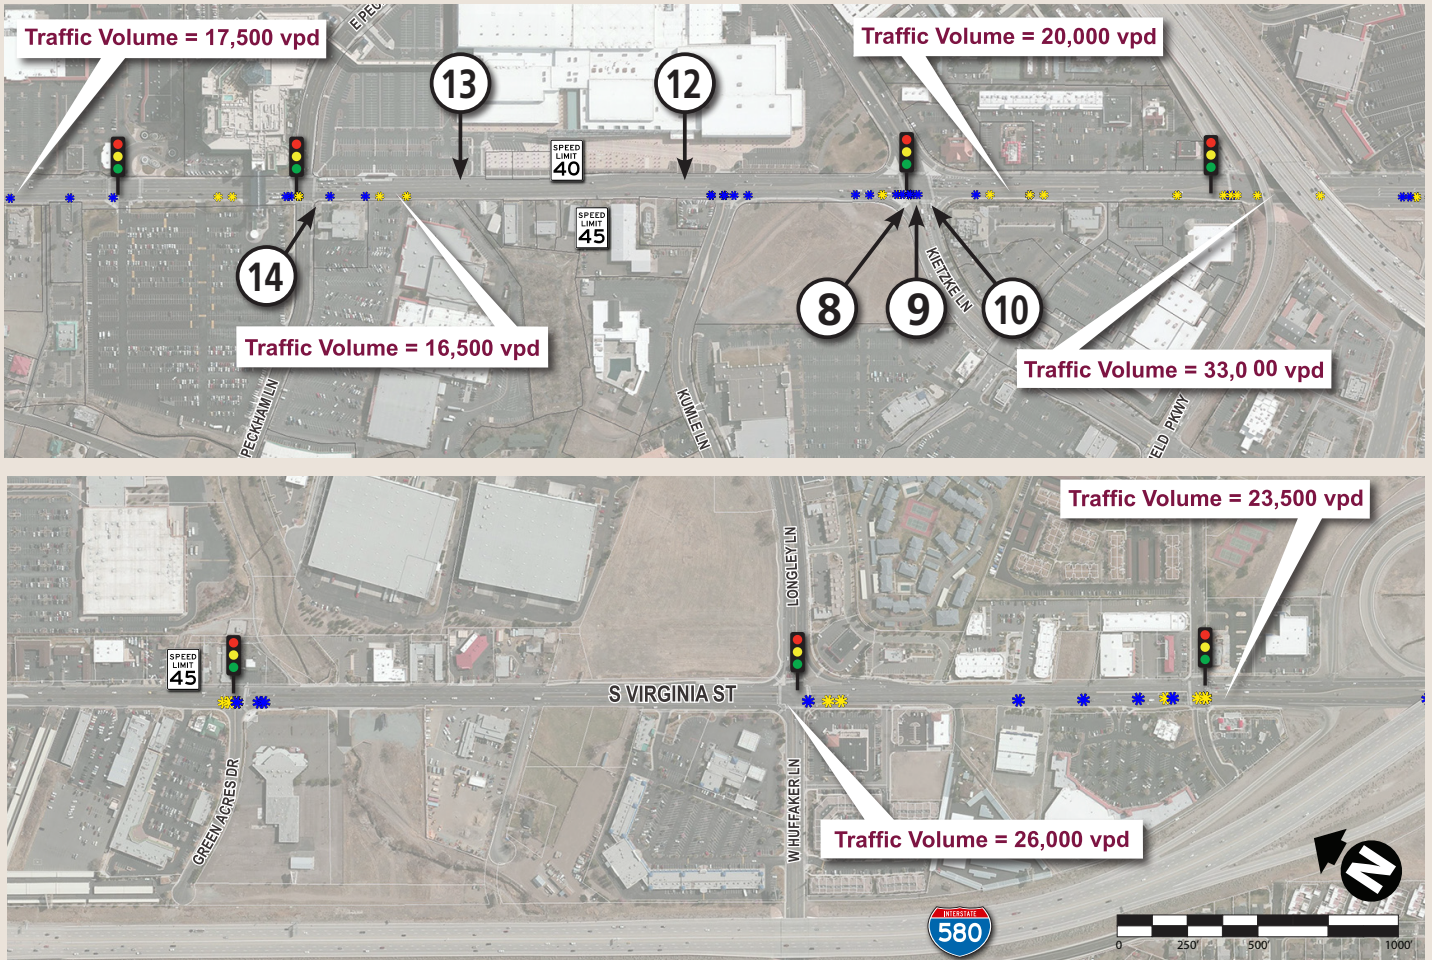 E PEC
Traffic Volume = 17,500 vpd
Traffic Volume = 20,000 vpd
13
12
SPEED
LIMIT
40
SPEED
LIMIT
45
14
8
9
10
KIETZKE LN
Traffic Volume = 16,500 vpd
Traffic Volume = 33,0 00 vpd
PECKHAM LN
KUMLE LN
IELD PKWY
Traffic Volume = 23,500 vpd
LONGLEY LN
SPEED
LIMIT
45
S VIRGINIA ST
GREEN ACRES DR
W HUFFAKER LN
Traffic Volume = 26,000 vpd
N
INTERSTATE
580
0 250' 500' 1000'